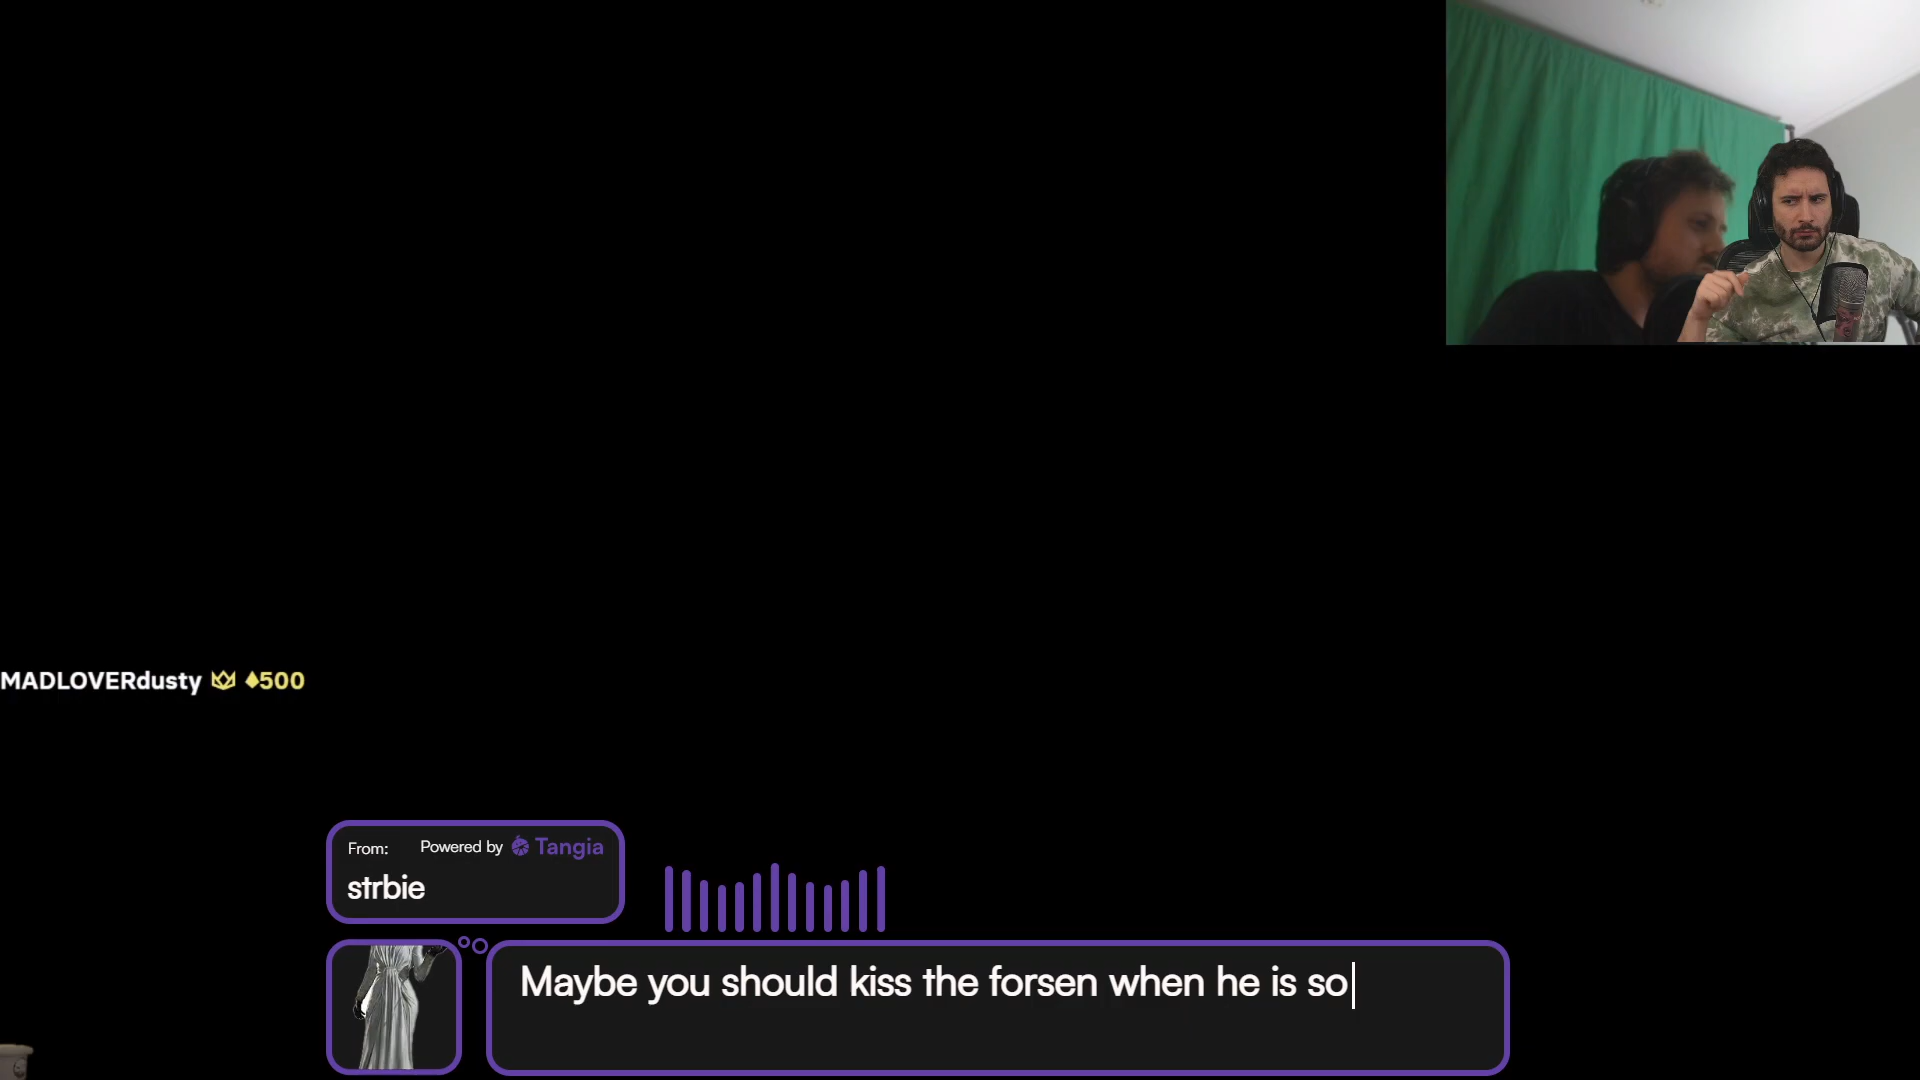 MADLOVERdusty 500
From: Powered by Tangia
strbie
Maybe you should kiss the forsen when he is so